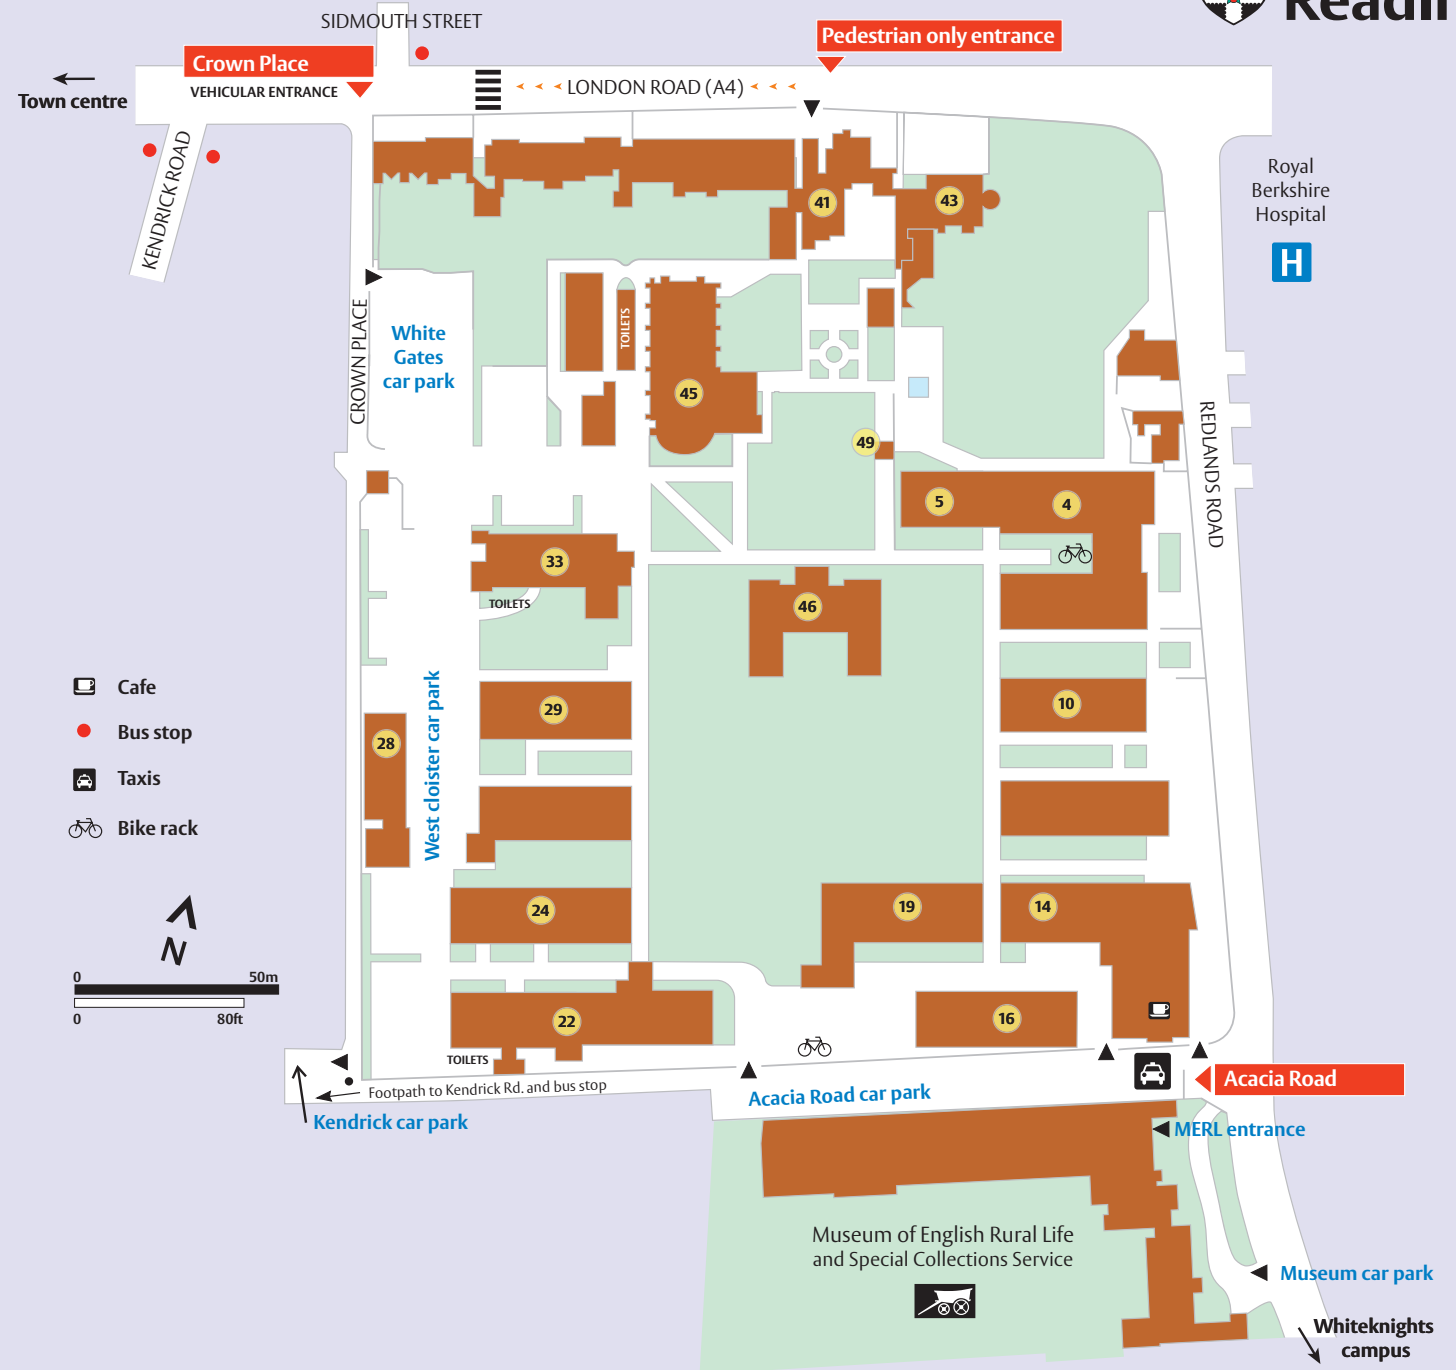 SIDMOUTH STREET
Crown Place
VEHICULAR ENTRANCE
Pedestrian only entrance
LONDON ROAD (A4)
Town centre
KENDRICK ROAD
Royal
Berkshire
Hospital
H
41
43
CROWN PLACE
White
Gates
car park
TOILETS
45
49
REDLANDS ROAD
5
4
33
TOILETS
46
29
10
28
West cloister car park
Cafe
Bus stop
Taxis
Bike rack
24
19
14
N
0
50m
0
80ft
22
16
TOILETS
Footpath to Kendrick Rd. and bus stop
Kendrick car park
Acacia Road car park
Acacia Road
MERL entrance
Museum of English Rural Life
and Special Collections Service
Museum car park
Whiteknights
campus